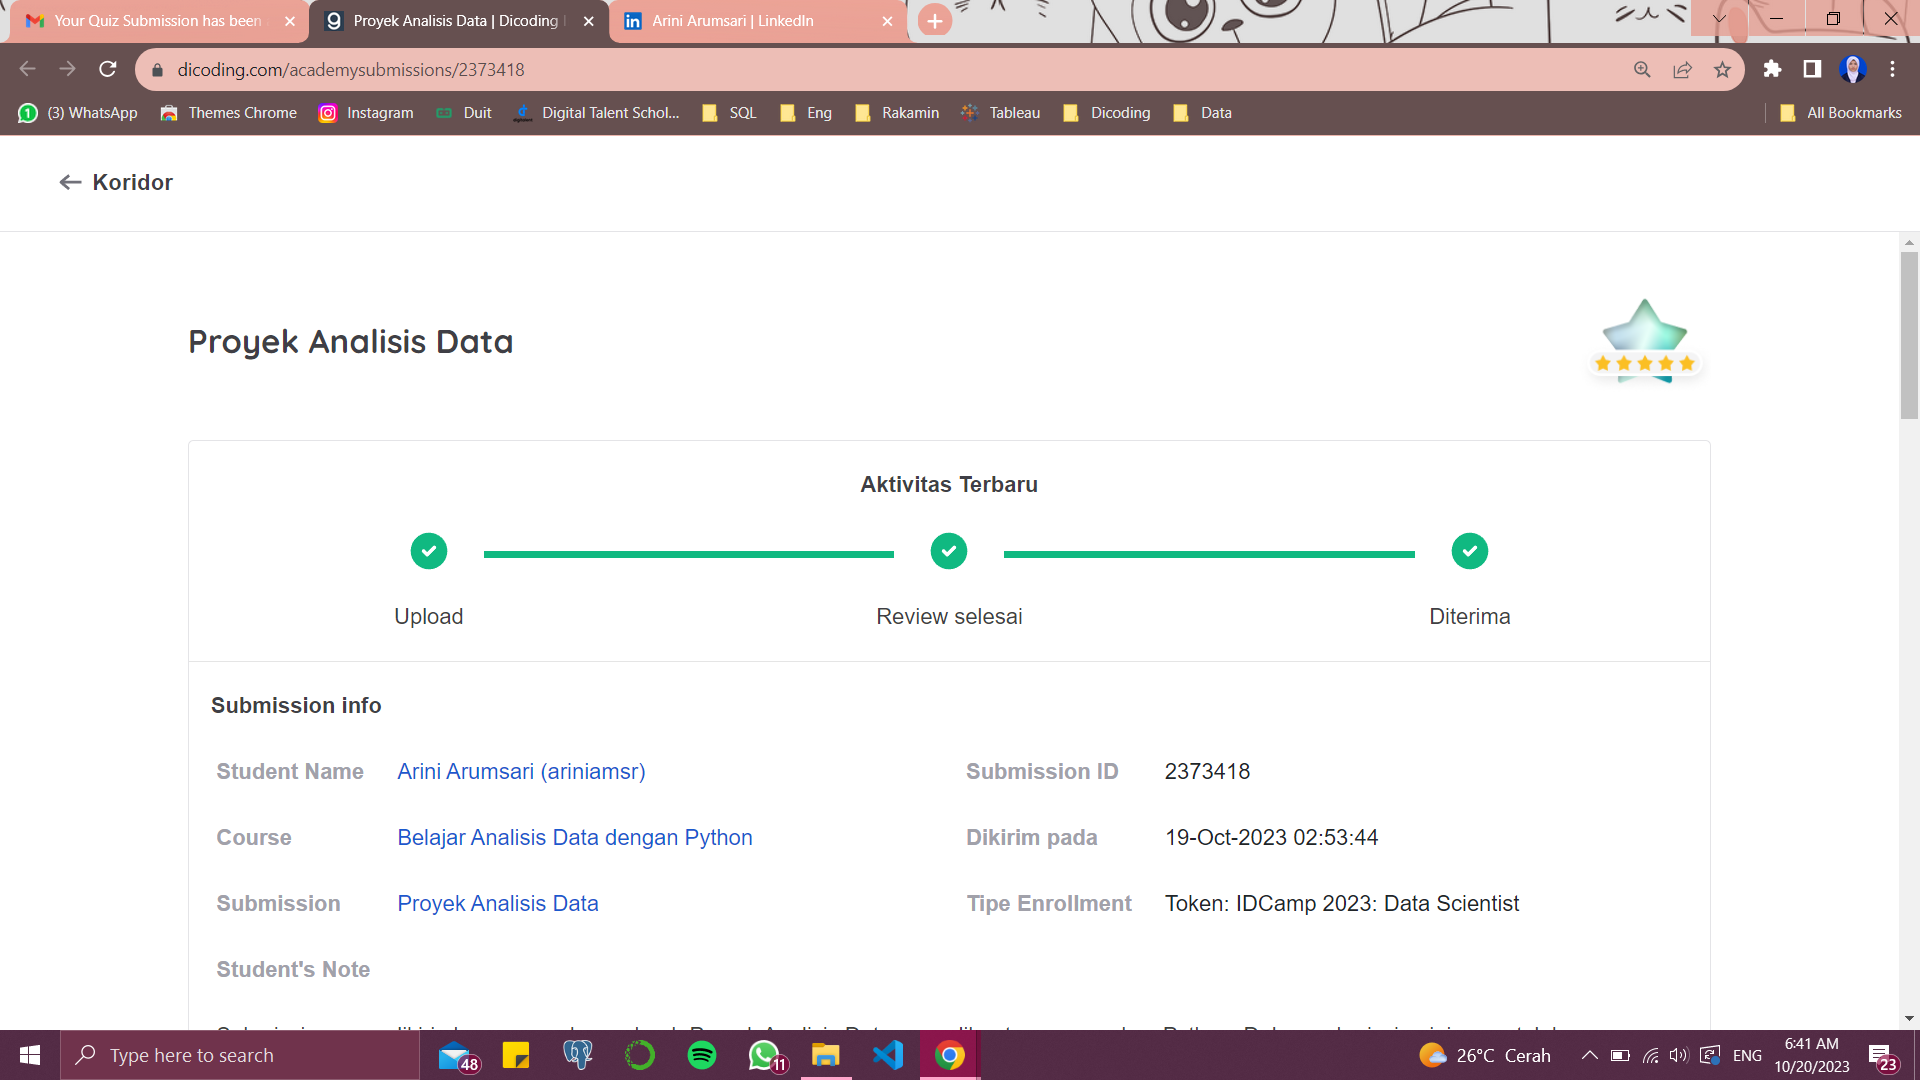 Your Quiz Submission has been
Proyek Analisis Data | Dicoding
Arini Arumsari | LinkedIn
dicoding.com/academysubmissions/2373418
(3) WhatsApp
Themes Chrome
Instagram
Duit
Digital Talent Schol...
SQL
Eng
Rakamin
Tableau
Dicoding
Data
All Bookmarks
Koridor
Proyek Analisis Data
Aktivitas Terbaru
Upload
Review selesai
Diterima
Submission info
Student Name
Arini Arumsari (ariniamsr)
Submission ID
2373418
Course
Belajar Analisis Data dengan Python
Dikirim pada
19-Oct-2023 02:53:44
Submission
Proyek Analisis Data
Tipe Enrollment
Token: IDCamp 2023: Data Scientist
Student's Note
Type here to search
48
11
26°C Cerah
ENG
6:41 AM
10/20/2023
23